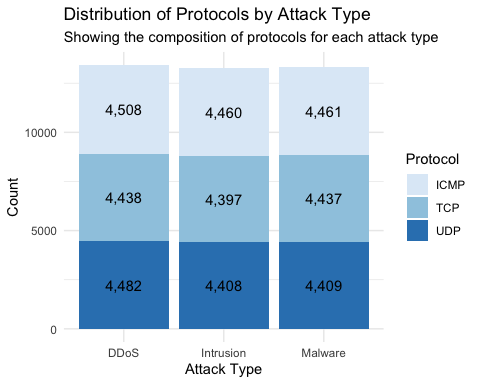 Distribution of Protocols by Attack Type
Showing the composition of protocols for each attack type
Count
10000
5000
0
4,508
4,460
4,461
4,438
4,397
4,437
4,482
4,408
4,409
DDoS
Intrusion
Malware
Attack Type
Protocol
ICMP
TCP
UDP